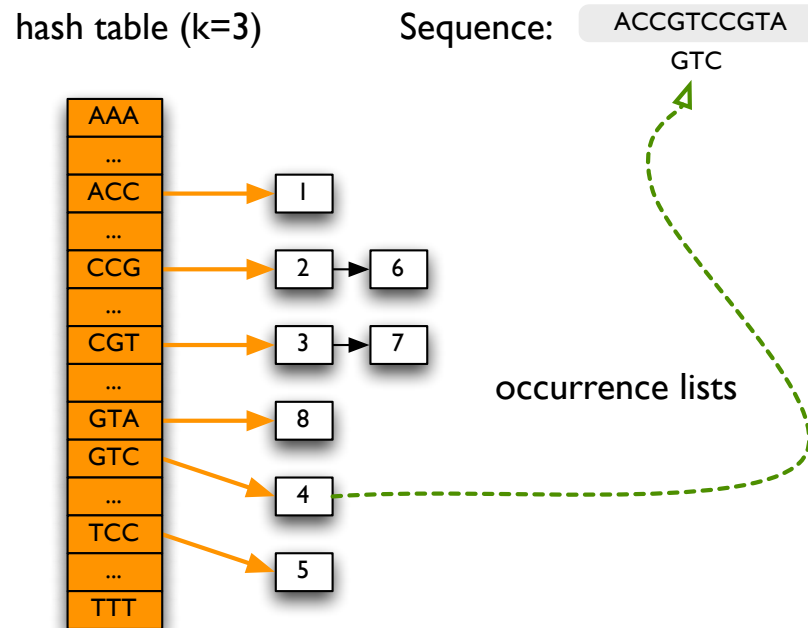 hash table (k=3)
Sequence:
ACCGTCCGTA
GTC
AAA
...
ACC
1
...
CCG
2
6
...
CGT
3
7
...
occurrence lists
GTA
8
GTC
4
...
TCC
5
...
TTT